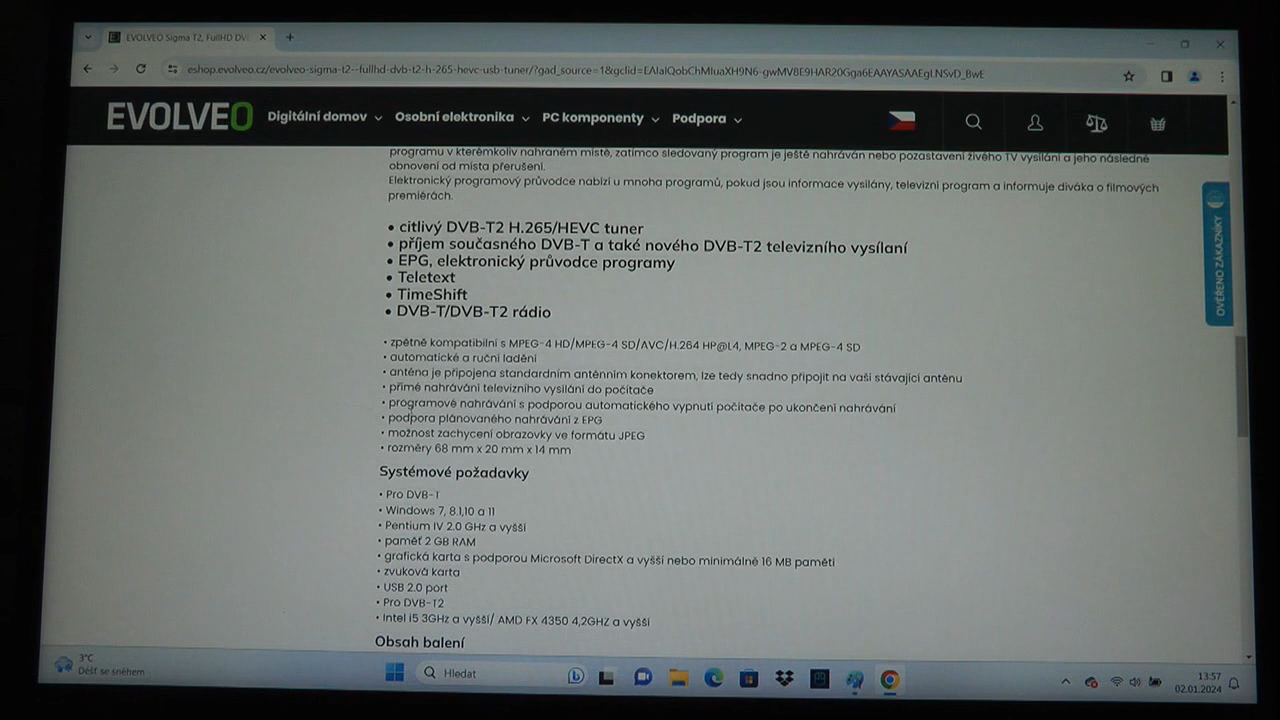 EVOLVEO Sigma T2, FullHD DV
eshop.evolveo.cz/evolveo-sigma-t2--fullhd-dvb-t2-h-265-hevc-usb-tuner/?gad_source=1&gclid=
EVOLVEO Digitální domov Osobní elektronika PC komponenty Podpora
programu v kterémkoliv nahraném místě, zatímco sledovaný program je ještě nahráván nebo pozastavení živého TV vysílání a jeho následné
obnovení od místa přerušení.
Elektronický programový průvodce nabízí u mnoha programů, pokud jsou informace vysílány, televizní program a informuje diváka o filmových
premiérách.
• citlivý DVB-T2 H.265/HEVC tuner
• příjem současného DVB-T a také nového DVB-T2 televizního vysílaní
• EPG, elektronický průvodce programy
• Teletext
• TimeShift
• DVB-T/DVB-T2 rádio
OVĚŘENO ZÁKAZNÍKY
• zpětně kompatibilní s MPEG-4 HD/MPEG-4 SD/AVC/H.264 HP@L4, MPEG-2 a MPEG-4 SD
• automatické a ruční ladění
• anténa je připojena standardním anténním konektorem, lze tedy snadno připojit na vaši stávající anténu
• přímé nahrávání televizního vysílání do počítače
• programové nahrávání s podporou automatického vypnutí počítače po ukončení nahrávání
• podpora plánovaného nahrávání z EPG
• možnost zachycení obrazovky ve formátu JPEG
• rozměry 68 mm x 20 mm x 14 mm
Systémové požadavky
• Pro DVB-T
• Windows 7, 8.1,10 a 11
• Pentium IV 2.0 GHz a vyšší
• paměť 2 GB RAM
• grafická karta s podporou Microsoft DirectX a vyšší nebo minimálně 16 MB paměti
• zvuková karta
• USB 2.0 port
• Pro DVB-T2
• Intel i5 3GHz a vyšší/ AMD FX 4350 4,2GHZ a vyšší
Obsah balení
3°C
Déšť se sněhem
Hledat
13:57
02.01.2024